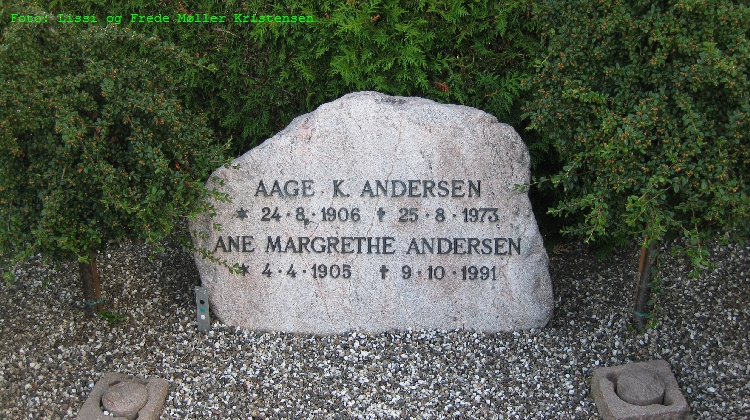 Foto: Lissi og Frede Møller Kristensen
AAGE K. ANDERSEN
* 24·8·1906 ✝ 25·8·1973
ANE MARGRETHE ANDERSEN
* 4·4·1905 ✝ 9·10·1991